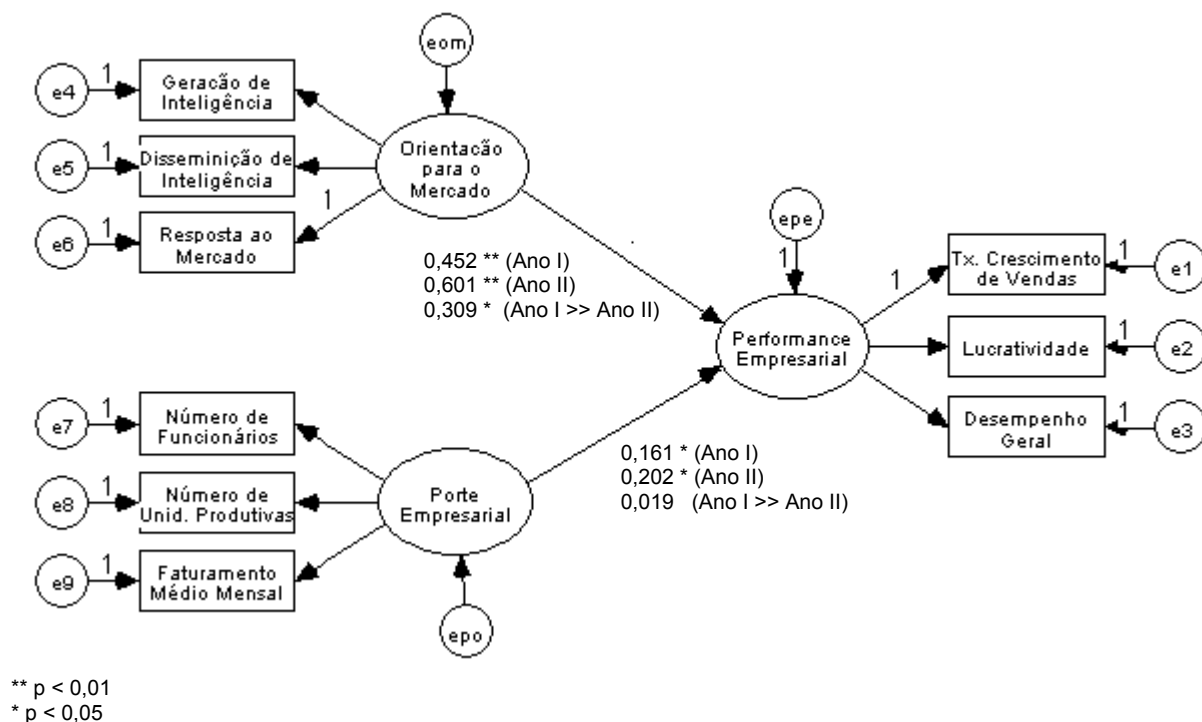 eom
e4
1
Geracão de
Inteligência
e5
1
Disseminição de
Inteligência
e6
1
Resposta ao
Mercado
1
Orientacão
para o
Mercado
0,452 ** (Ano I)
0,601 ** (Ano II)
0,309 * (Ano I >> Ano II)
epe
1
Performance
Empresarial
1
Tx. Crescimento
de Vendas
1
e1
Lucratividade
1
e2
Desempenho
Geral
1
e3
e7
1
Número de
Funcionários
e8
1
Número de
Unid. Produtivas
e9
1
Faturamento
Médio Mensal
Porte
Empresarial
epo
0,161 * (Ano I)
0,202 * (Ano II)
0,019 (Ano I >> Ano II)
** p < 0,01
* p < 0,05